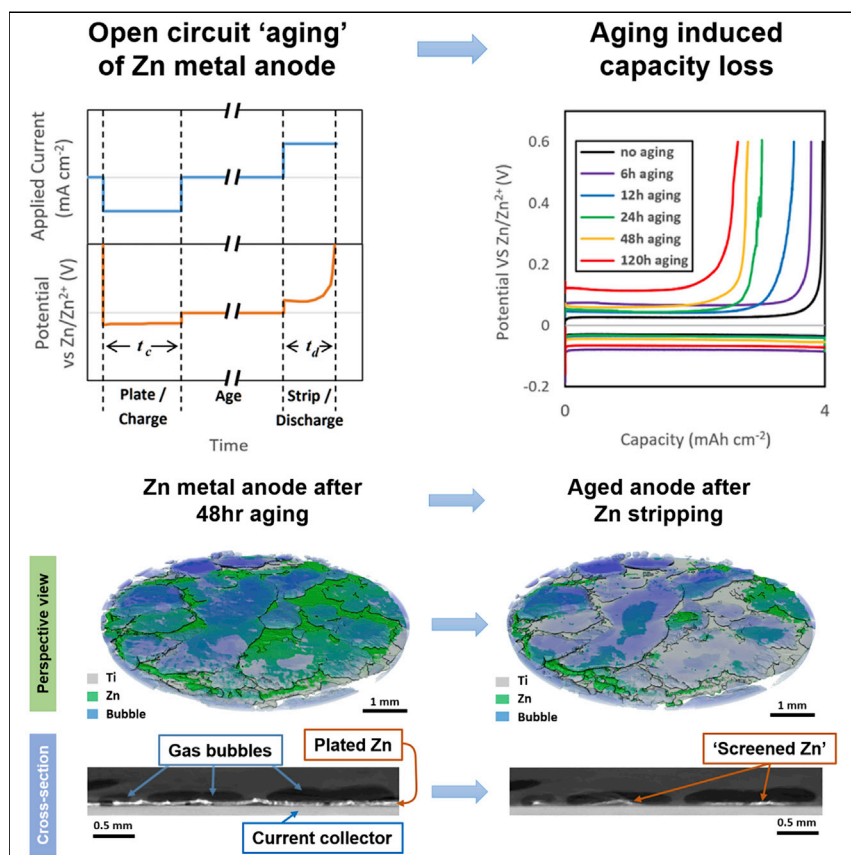 Open circuit ‘aging’
of Zn metal anode
Aging induced
capacity loss
Applied Current
(mA cm⁻²)
Potential
vs Zn/Zn²⁺ (V)
t_c
t_d
Plate /
Charge
Age
Strip /
Discharge
Time
Potential VS Zn/Zn²⁺ (V)
0.6
0.4
0.2
0
-0.2
no aging
6h aging
12h aging
24h aging
48h aging
120h aging
0
4
Capacity (mAh cm⁻²)
Zn metal anode after
48hr aging
Aged anode after
Zn stripping
Perspective view
Ti
Zn
Bubble
1 mm
Ti
Zn
Bubble
1 mm
Cross-section
Gas bubbles
Plated Zn
‘Screened Zn’
0.5 mm
Current collector
0.5 mm